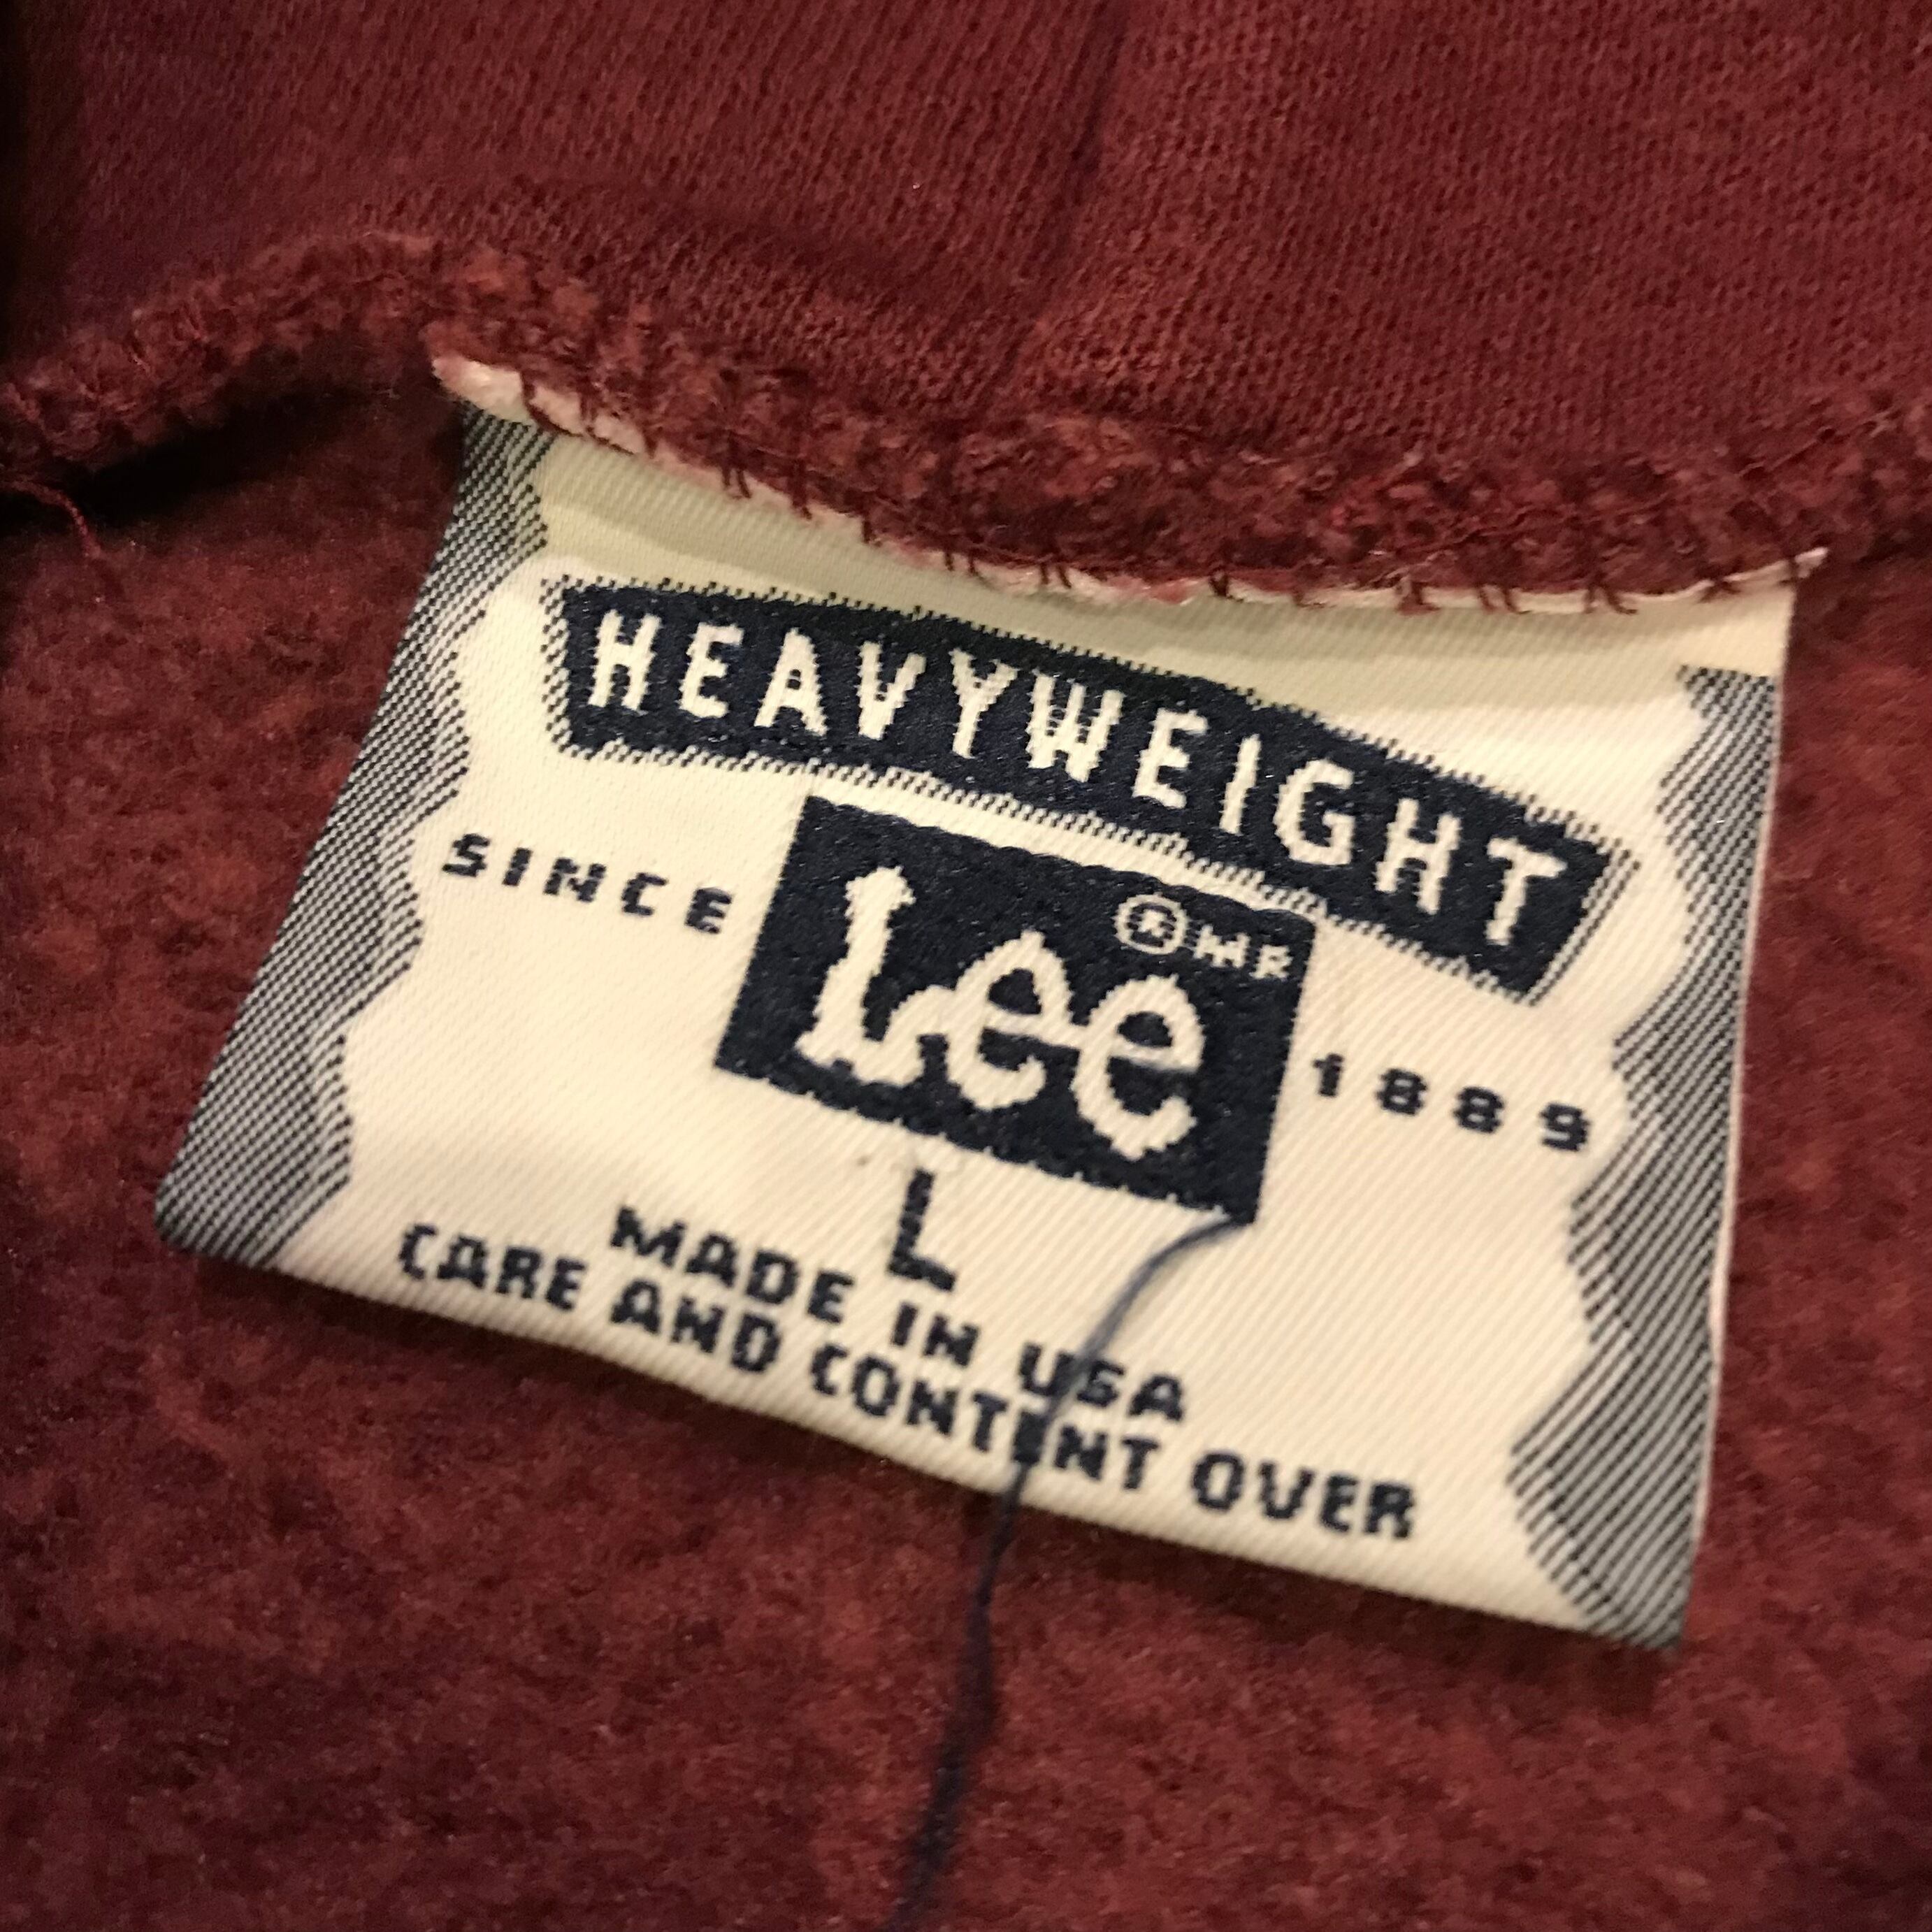 HEAVYWEIGHT
SINCE Lee ® MR 1889
L
MADE IN USA
CARE AND CONTENT OVER